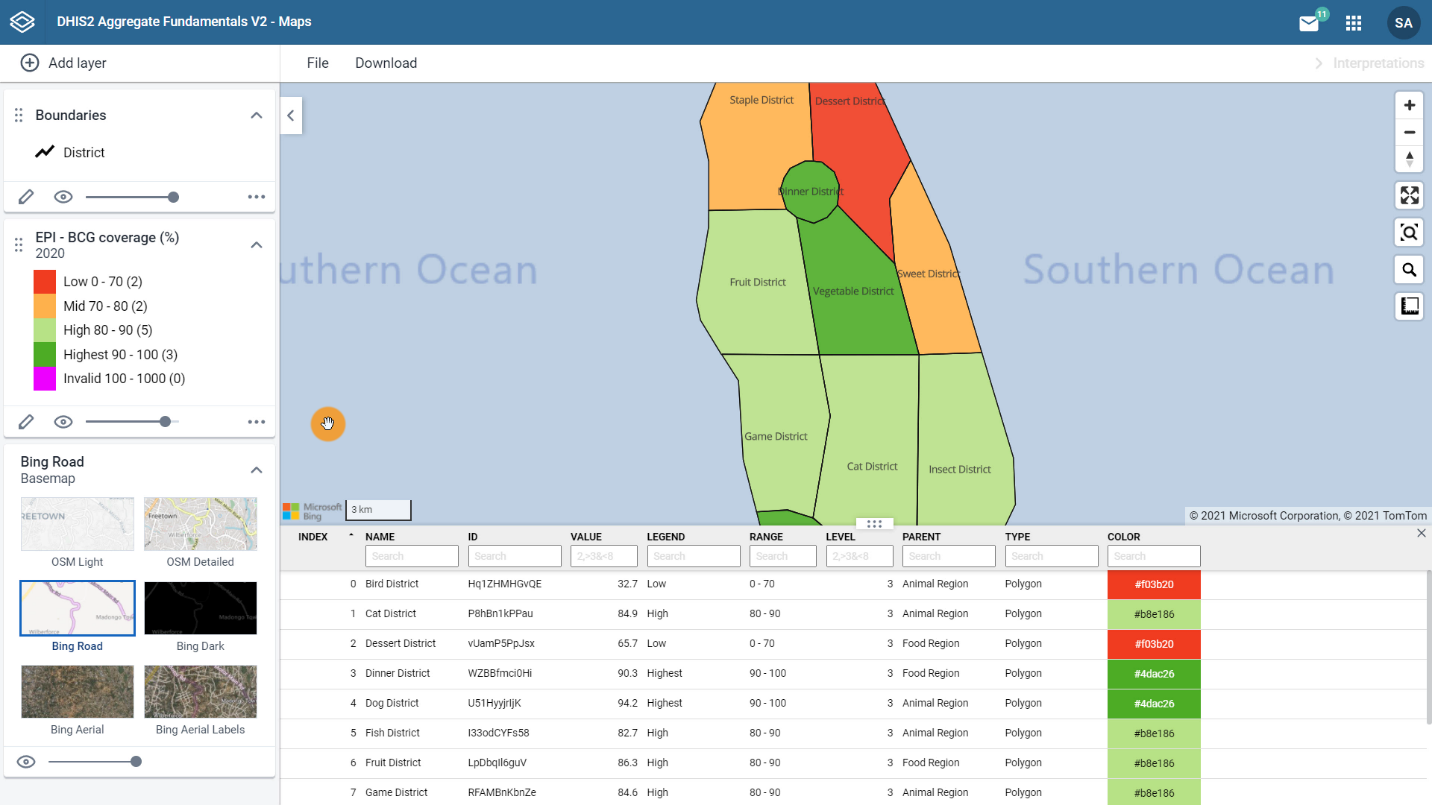 DHIS2 Aggregate Fundamentals V2 - Maps
11
SA
Add layer
File
Download
Interpretations
Boundaries
District
EPI - BCG coverage (%)
2020
Low 0 - 70 (2)
Mid 70 - 80 (2)
High 80 - 90 (5)
Highest 90 - 100 (3)
Invalid 100 - 1000 (0)
Bing Road
Basemap
REETOWN
Freetown
OSM Light
OSM Detailed
Bing Road
Bing Dark
Bing Aerial
Bing Aerial Labels
Staple District
Dessert District
Dinner District
uthern Ocean
Southern Ocean
Fruit District
Vegetable District
Sweet District
Game District
Cat District
Insect District
Microsoft
Bing
3 km
© 2021 Microsoft Corporation, © 2021 TomTom
INDEX NAME ID VALUE LEGEND RANGE LEVEL PARENT TYPE COLOR
Search Search 2,>3&<8 Search Search 2,>3&<8 Search Search Search
0 Bird District Hq1ZHMHGvQE 32.7 Low 0 - 70 3 Animal Region Polygon #f03b20
1 Cat District P8hBn1kPPau 84.9 High 80 - 90 3 Animal Region Polygon #b8e186
2 Dessert District vUamP5PpJsx 65.7 Low 0 - 70 3 Food Region Polygon #f03b20
3 Dinner District WZBBfmci0Hi 90.3 Highest 90 - 100 3 Food Region Polygon #4dac26
4 Dog District U51HyyjrIjK 94.2 Highest 90 - 100 3 Animal Region Polygon #4dac26
5 Fish District I33odCYFs58 82.7 High 80 - 90 3 Animal Region Polygon #b8e186
6 Fruit District LpDbqIl6guV 86.3 High 80 - 90 3 Food Region Polygon #b8e186
7 Game District RFAMBnKbnZe 84.6 High 80 - 90 3 Animal Region Polygon #b8e186